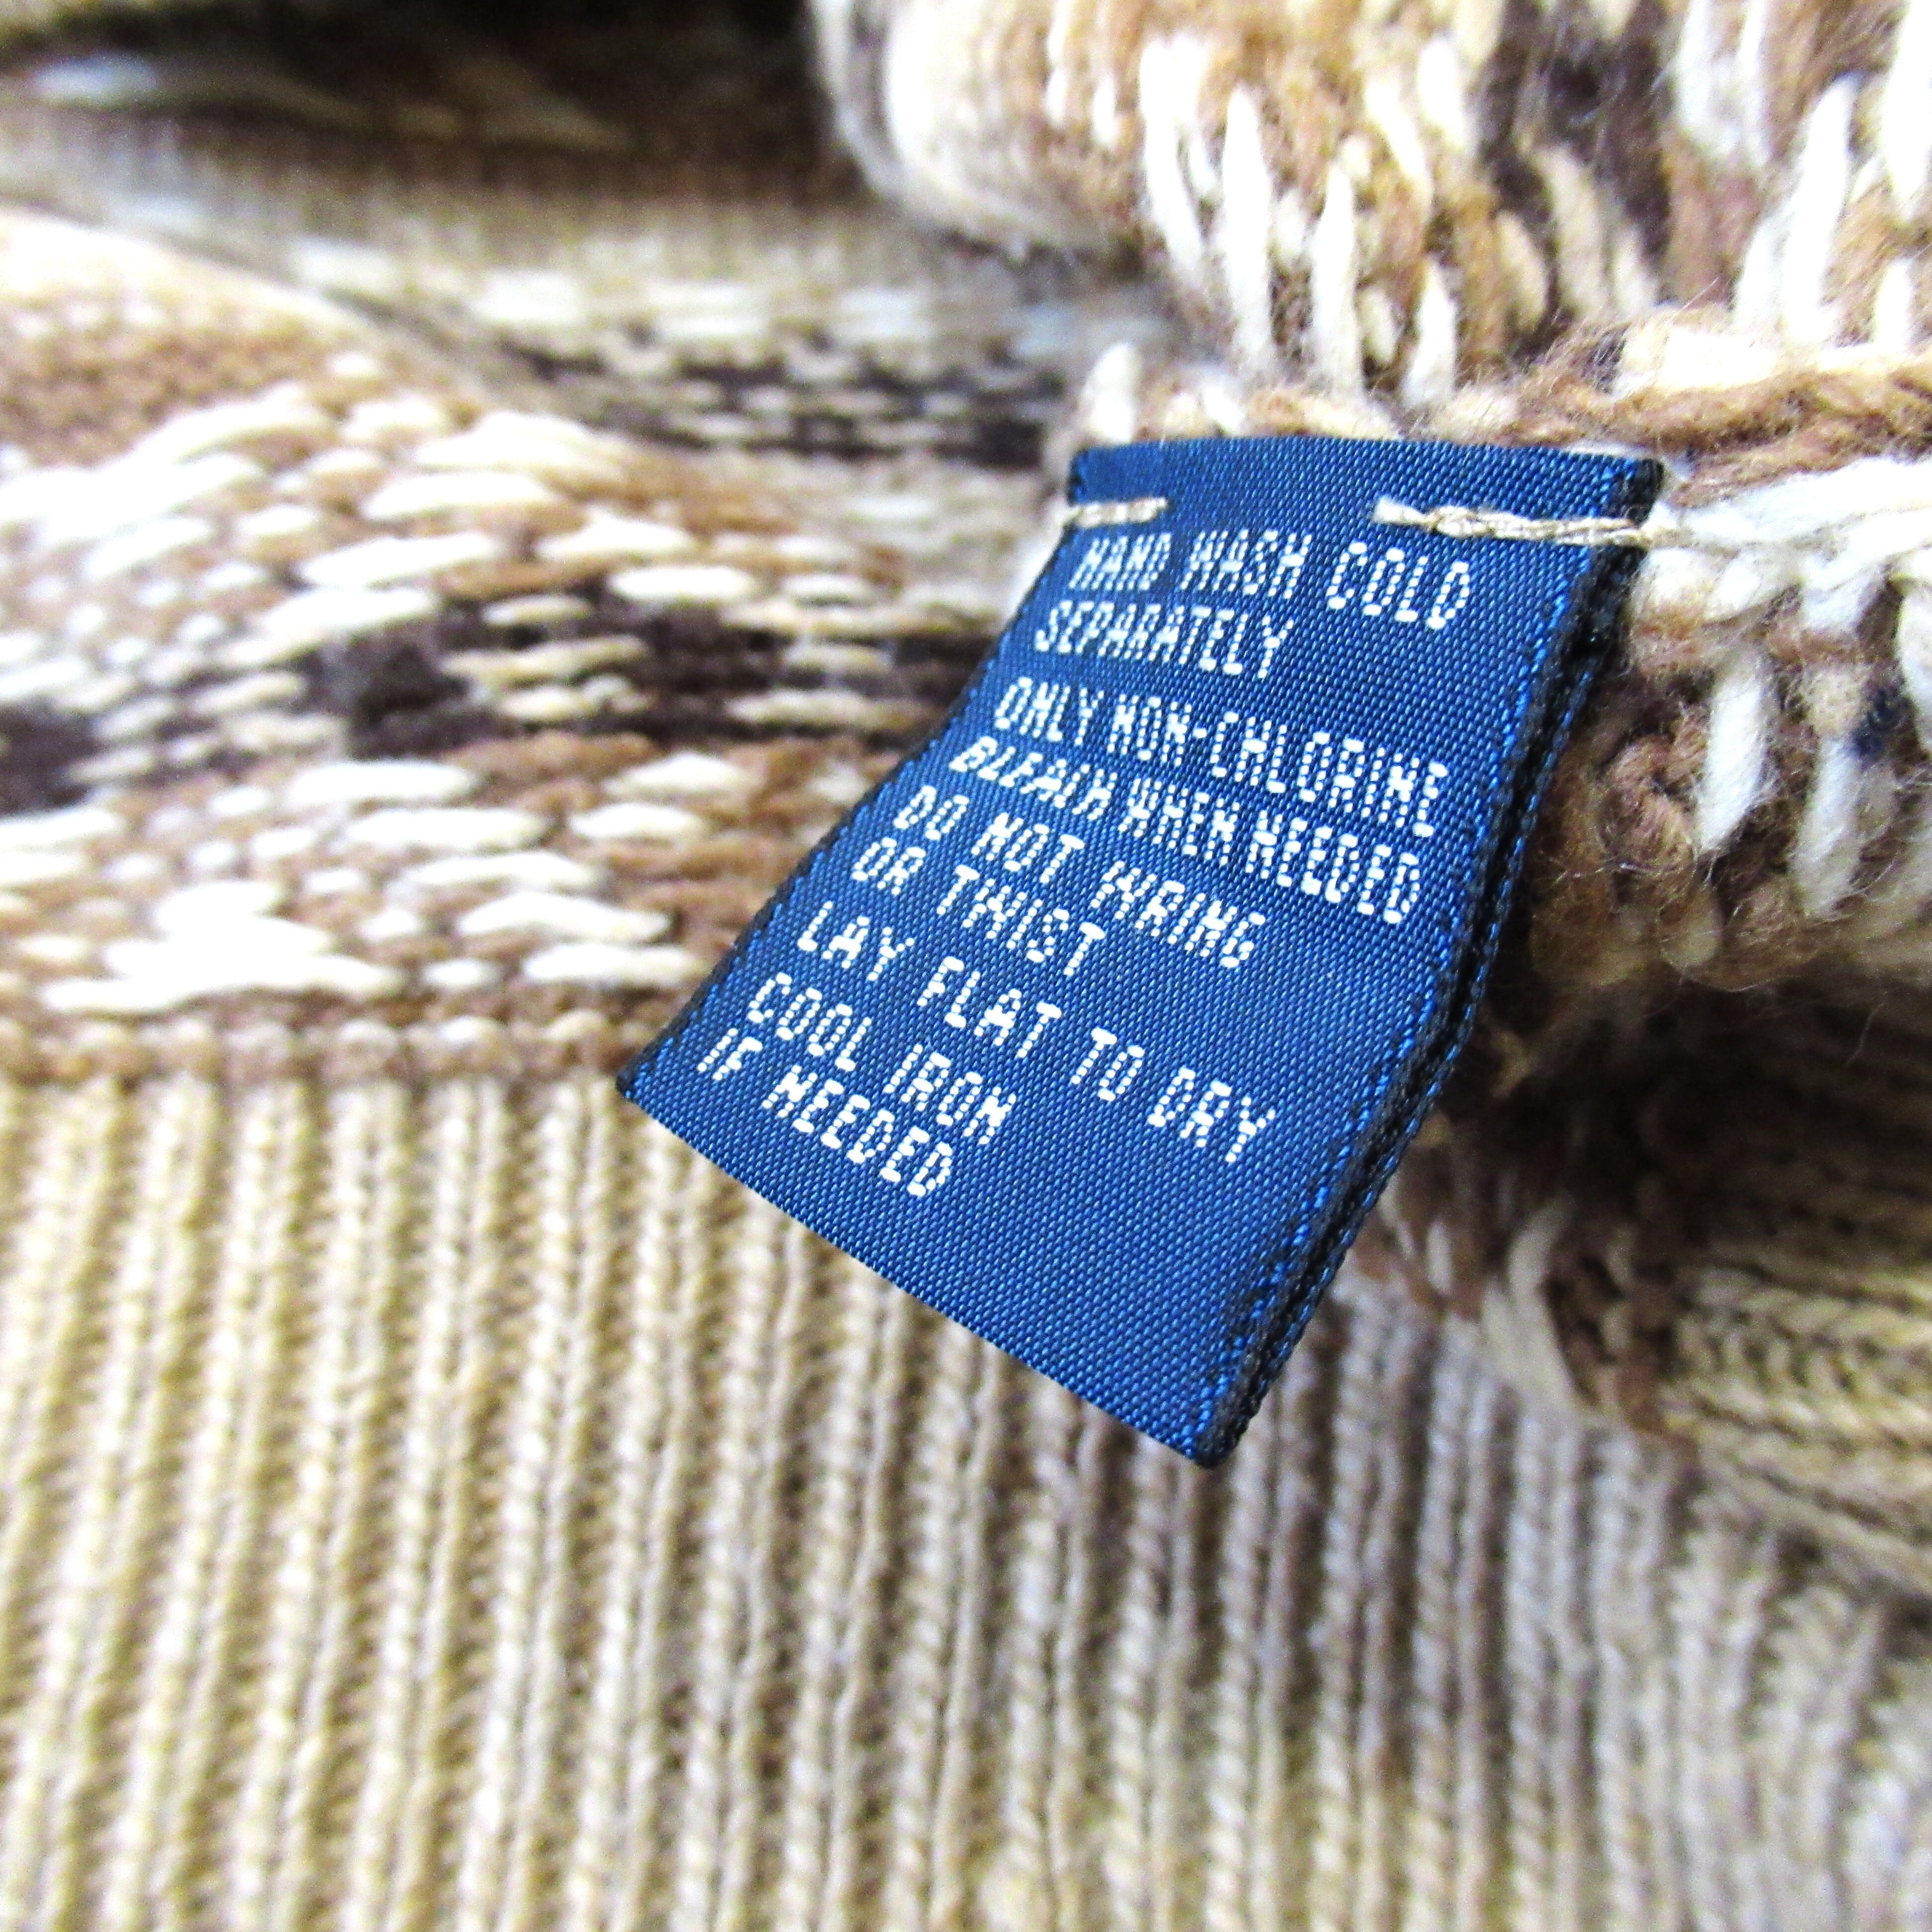 HAND WASH COLD
SEPARATELY
ONLY NON-CHLORINE
BLEACH WHEN NEEDED
DO NOT WRING
OR TWIST
LAY FLAT TO DRY
COOL IRON
IF NEEDED